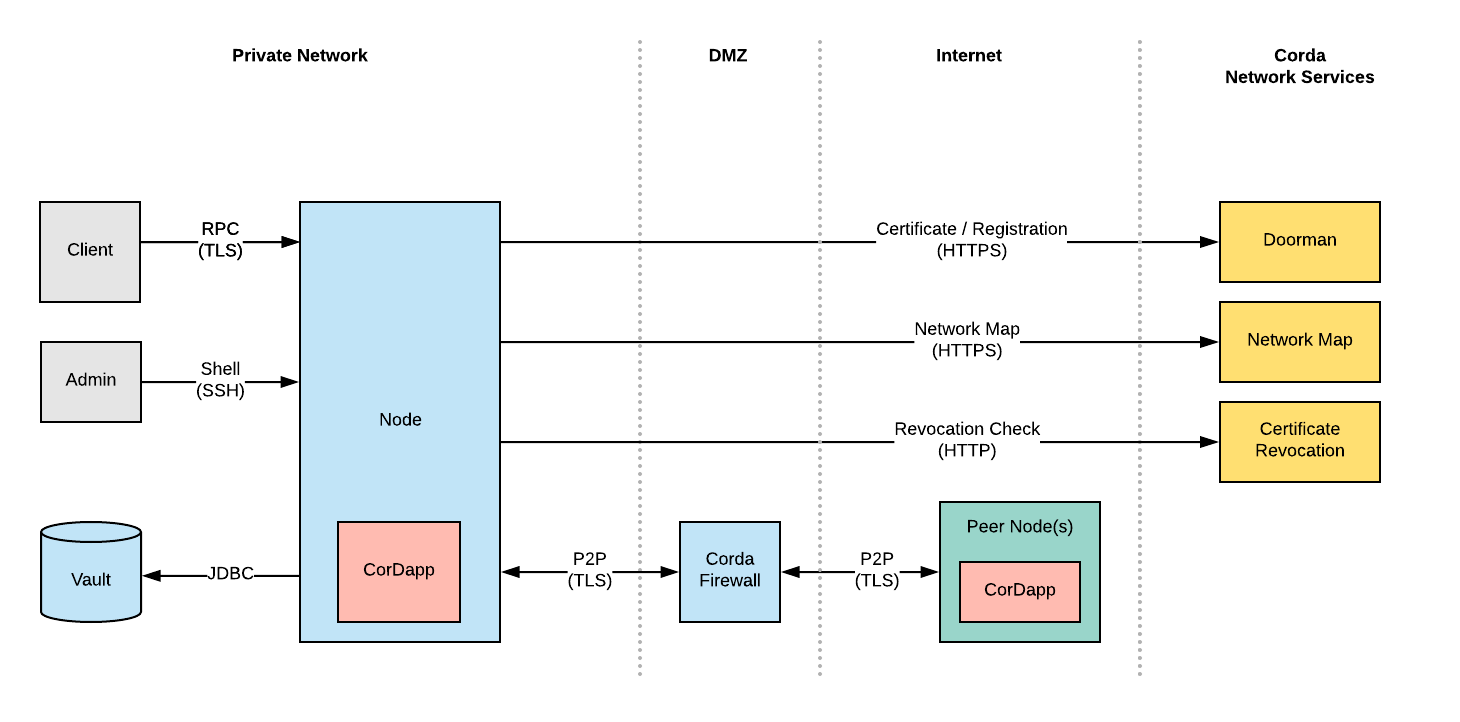 Private Network
DMZ
Internet
Corda
Network Services
Client
RPC
(TLS)
Certificate / Registration
(HTTPS)
Doorman
Admin
Shell
(SSH)
Network Map
(HTTPS)
Network Map
Node
Revocation Check
(HTTP)
Certificate
Revocation
Vault
JDBC
CorDapp
P2P
(TLS)
Corda
Firewall
P2P
(TLS)
Peer Node(s)
CorDapp